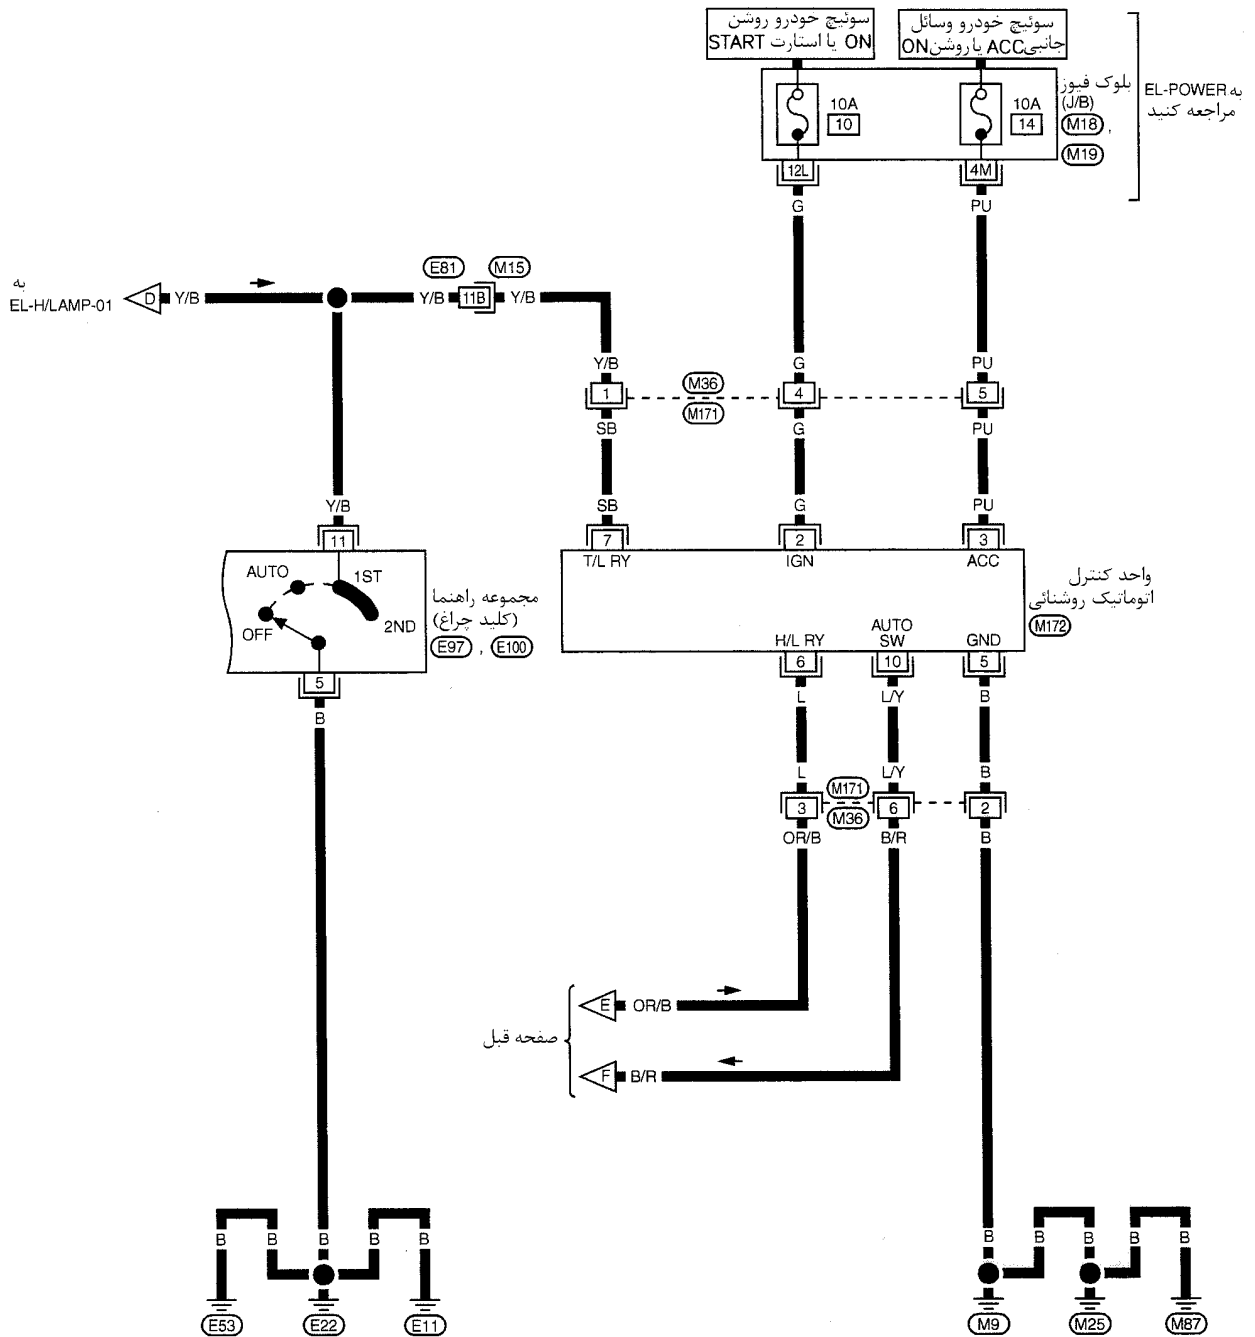 سوئیچ خودرو روشن
ON یا استارت START
سوئیچ خودرو وسائل
جانبی ACC یا روشن ON
10A
10
10A
14
بلوک فیوز
(J/B)
M18 ,
M19
به EL-POWER
مراجعه کنید
12L
4M
G
PU
به
EL-H/LAMP-01
D
Y/B
E81
M15
Y/B
11B
Y/B
Y/B
G
PU
1
M36
M171
4
5
SB
G
PU
Y/B
SB
G
PU
11
7
2
3
T/L RY
IGN
ACC
AUTO
1ST
OFF
2ND
مجموعه راهنما
(کلید چراغ)
E97 , E100
واحد کنترل
اتوماتیک روشنائی
M172
H/L RY
AUTO
SW
GND
5
6
10
5
B
L
L/Y
B
L
L/Y
B
3
M171
M36
6
2
OR/B
B/R
B
صفحه قبل
E
OR/B
F
B/R
B
B
B
B
B
B
B
B
B
B
E53
E22
E11
M9
M25
M87